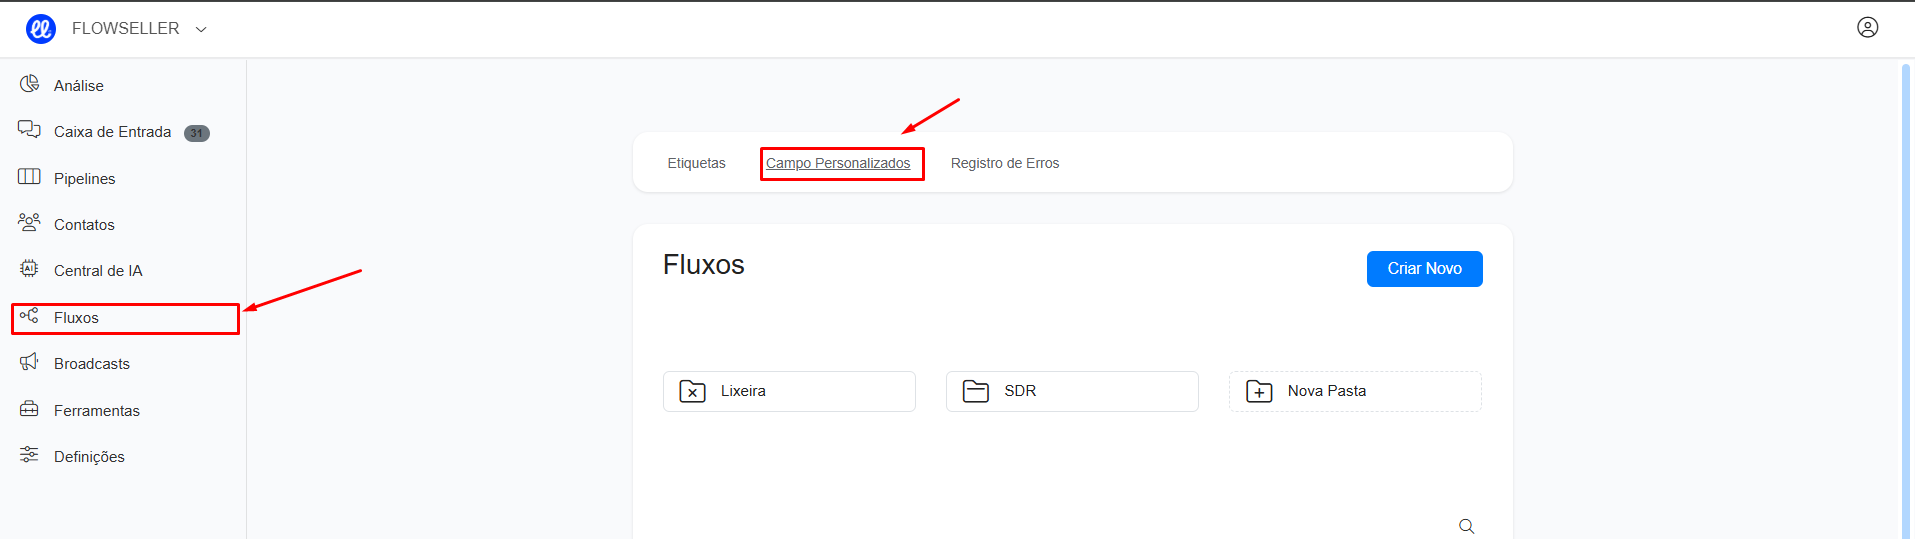 FLOWSELLER
Análise
Caixa de Entrada 31
Pipelines
Contatos
Central de IA
Fluxos
Broadcasts
Ferramentas
Definições
Etiquetas Campo Personalizados Registro de Erros
Fluxos
Criar Novo
Lixeira SDR Nova Pasta